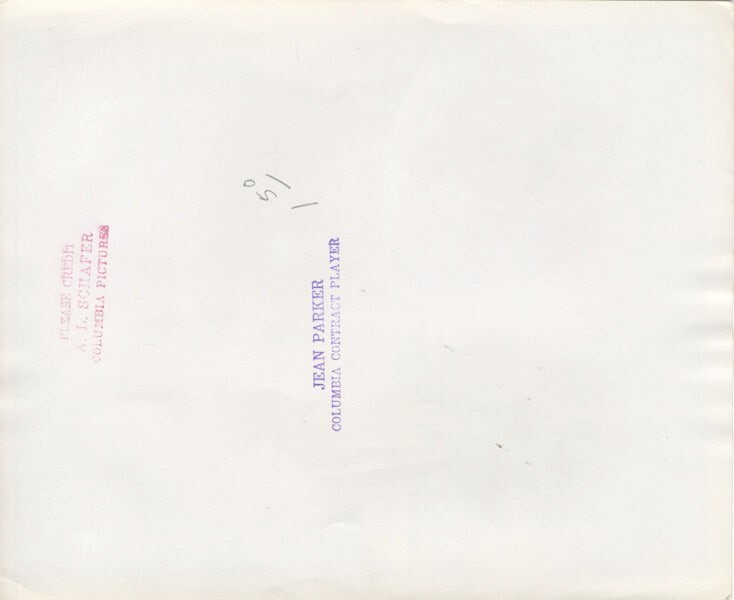 PLEASE CREDIT
A. L. SCHAFER
COLUMBIA PICTURES
JEAN PARKER
COLUMBIA CONTRACT PLAYER